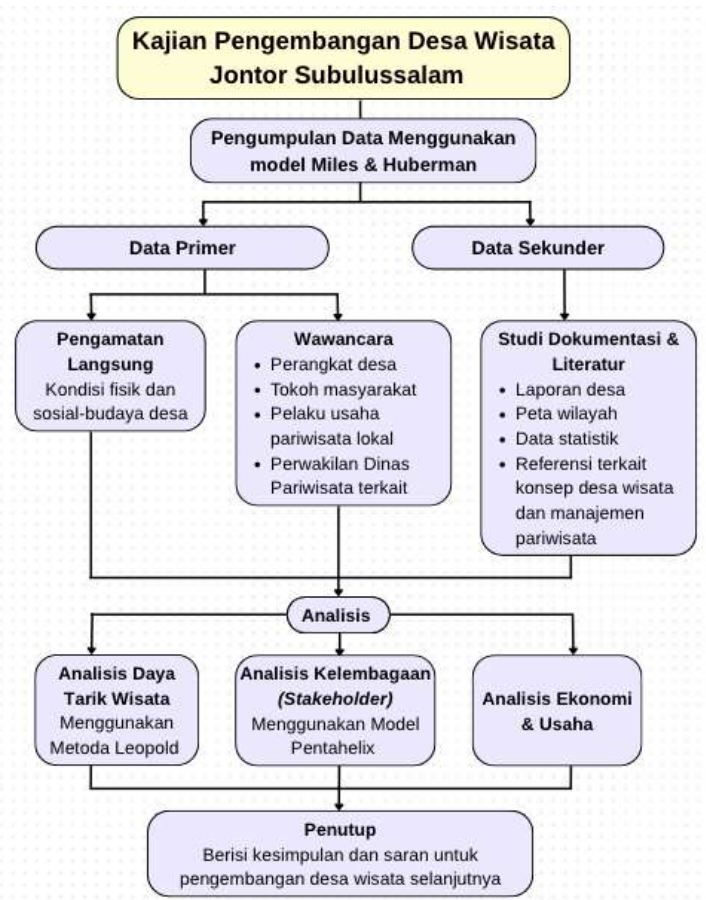 Kajian Pengembangan Desa Wisata
Jontor Subulussalam
Pengumpulan Data Menggunakan
model Miles & Huberman
Data Primer
Data Sekunder
Pengamatan
Langsung
Kondisi fisik dan
sosial-budaya desa
Wawancara
• Perangkat desa
• Tokoh masyarakat
• Pelaku usaha
pariwisata lokal
• Perwakilan Dinas
Pariwisata terkait
Studi Dokumentasi &
Literatur
• Laporan desa
• Peta wilayah
• Data statistik
• Referensi terkait
konsep desa wisata
dan manajemen
pariwisata
Analisis
Analisis Daya
Tarik Wisata
Menggunakan
Metoda Leopold
Analisis Kelembagaan
(Stakeholder)
Menggunakan Model
Pentahelix
Analisis Ekonomi
& Usaha
Penutup
Berisi kesimpulan dan saran untuk
pengembangan desa wisata selanjutnya